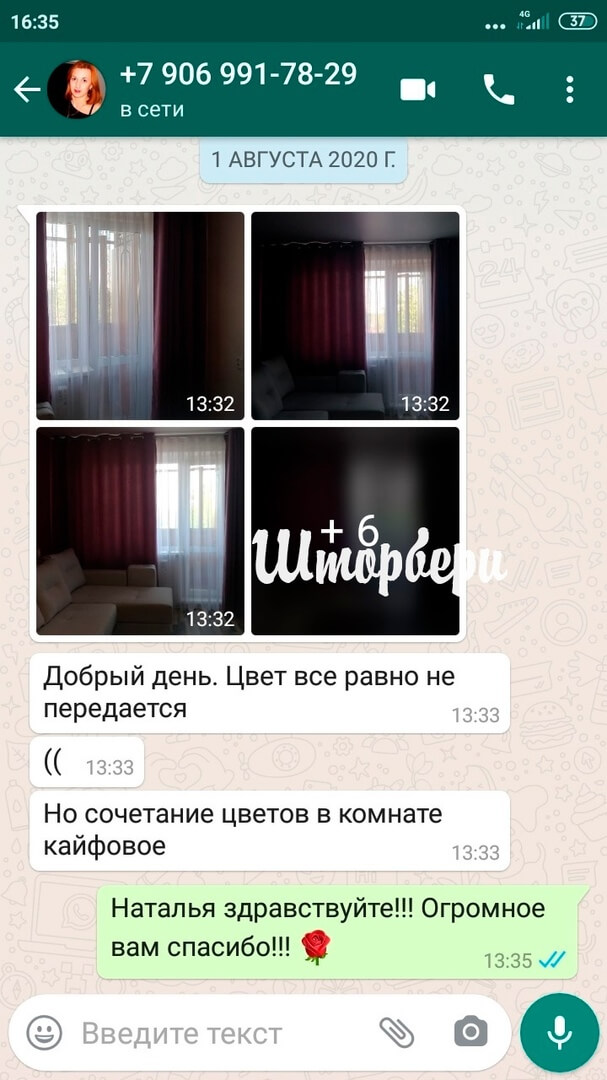 16:35
4G
37
+7 906 991-78-29
в сети
1 АВГУСТА 2020 Г.
13:32
13:32
13:32
+ 6
Шторбери
Добрый день. Цвет все равно не
передается
13:33
((
13:33
Но сочетание цветов в комнате
кайфовое
13:33
Наталья здравствуйте!!! Огромное
вам спасибо!!! 🌹
13:35
Введите текст